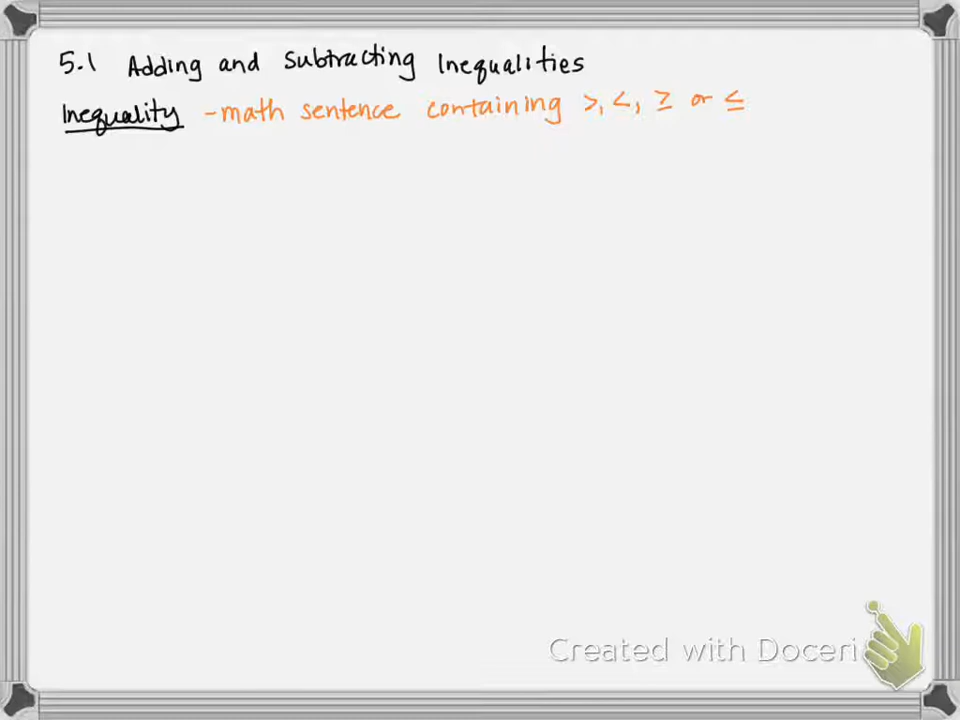 5.1 Adding and Subtracting Inequalities
Inequality - math sentence containing >, <, ≥ or ≤
Created with Doceri